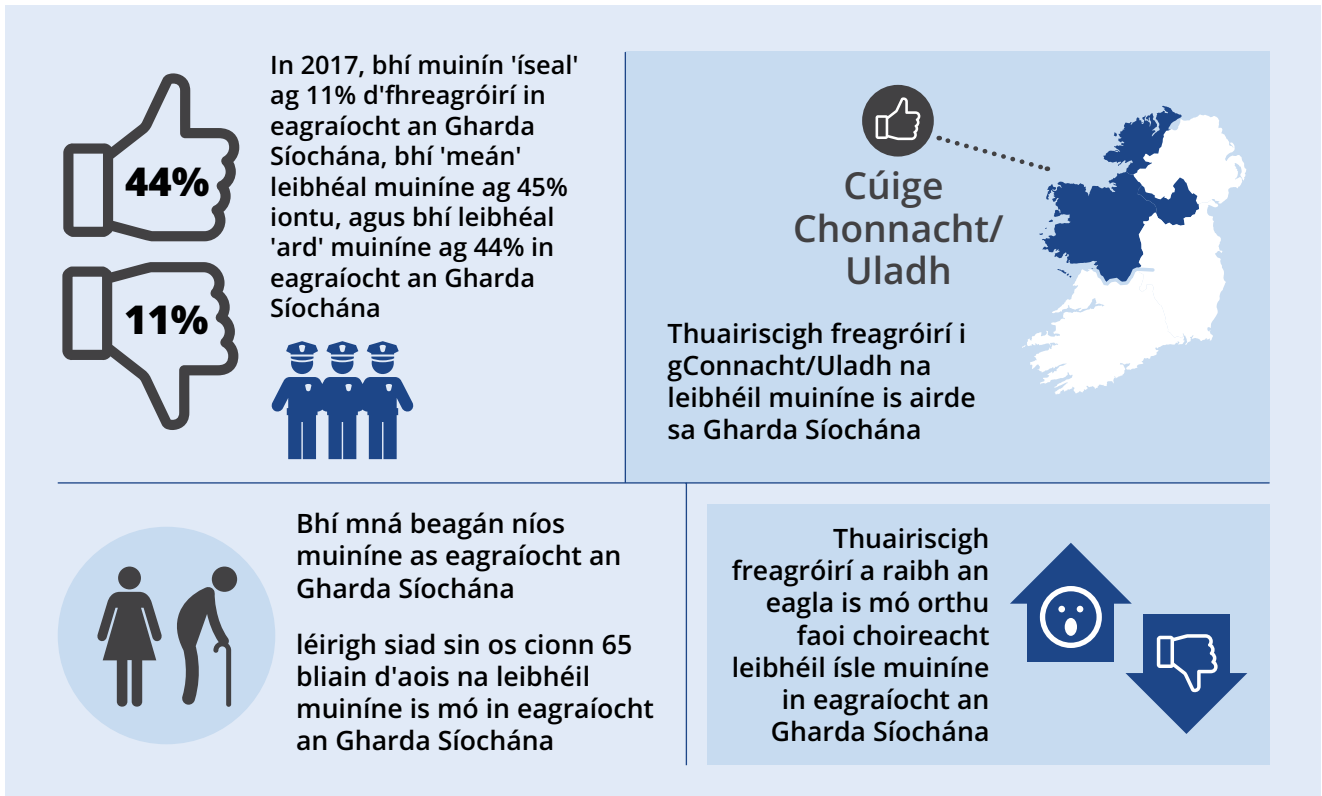 44%
11%
In 2017, bhí muinín 'íseal'
ag 11% d'fhreagróirí in
eagraíocht an Gharda
Síochána, bhí 'meán'
leibhéal muiníne ag 45%
iontu, agus bhí leibhéal
'ard' muiníne ag 44% in
eagraíocht an Gharda
Síochána
Cúige
Chonnacht/
Uladh
Thuairiscigh freagróirí i
gConnacht/Uladh na
leibhéil muiníne is airde
sa Gharda Síochána
Bhí mná beagán níos
muiníne as eagraíocht an
Gharda Síochána
léirigh siad sin os cionn 65
bliain d'aois na leibhéil
muiníne is mó in eagraíocht
an Gharda Síochána
Thuairiscigh
freagróirí a raibh an
eagla is mó orthu
faoi choireacht
leibhéil ísle muiníne
in eagraíocht an
Gharda Síochána